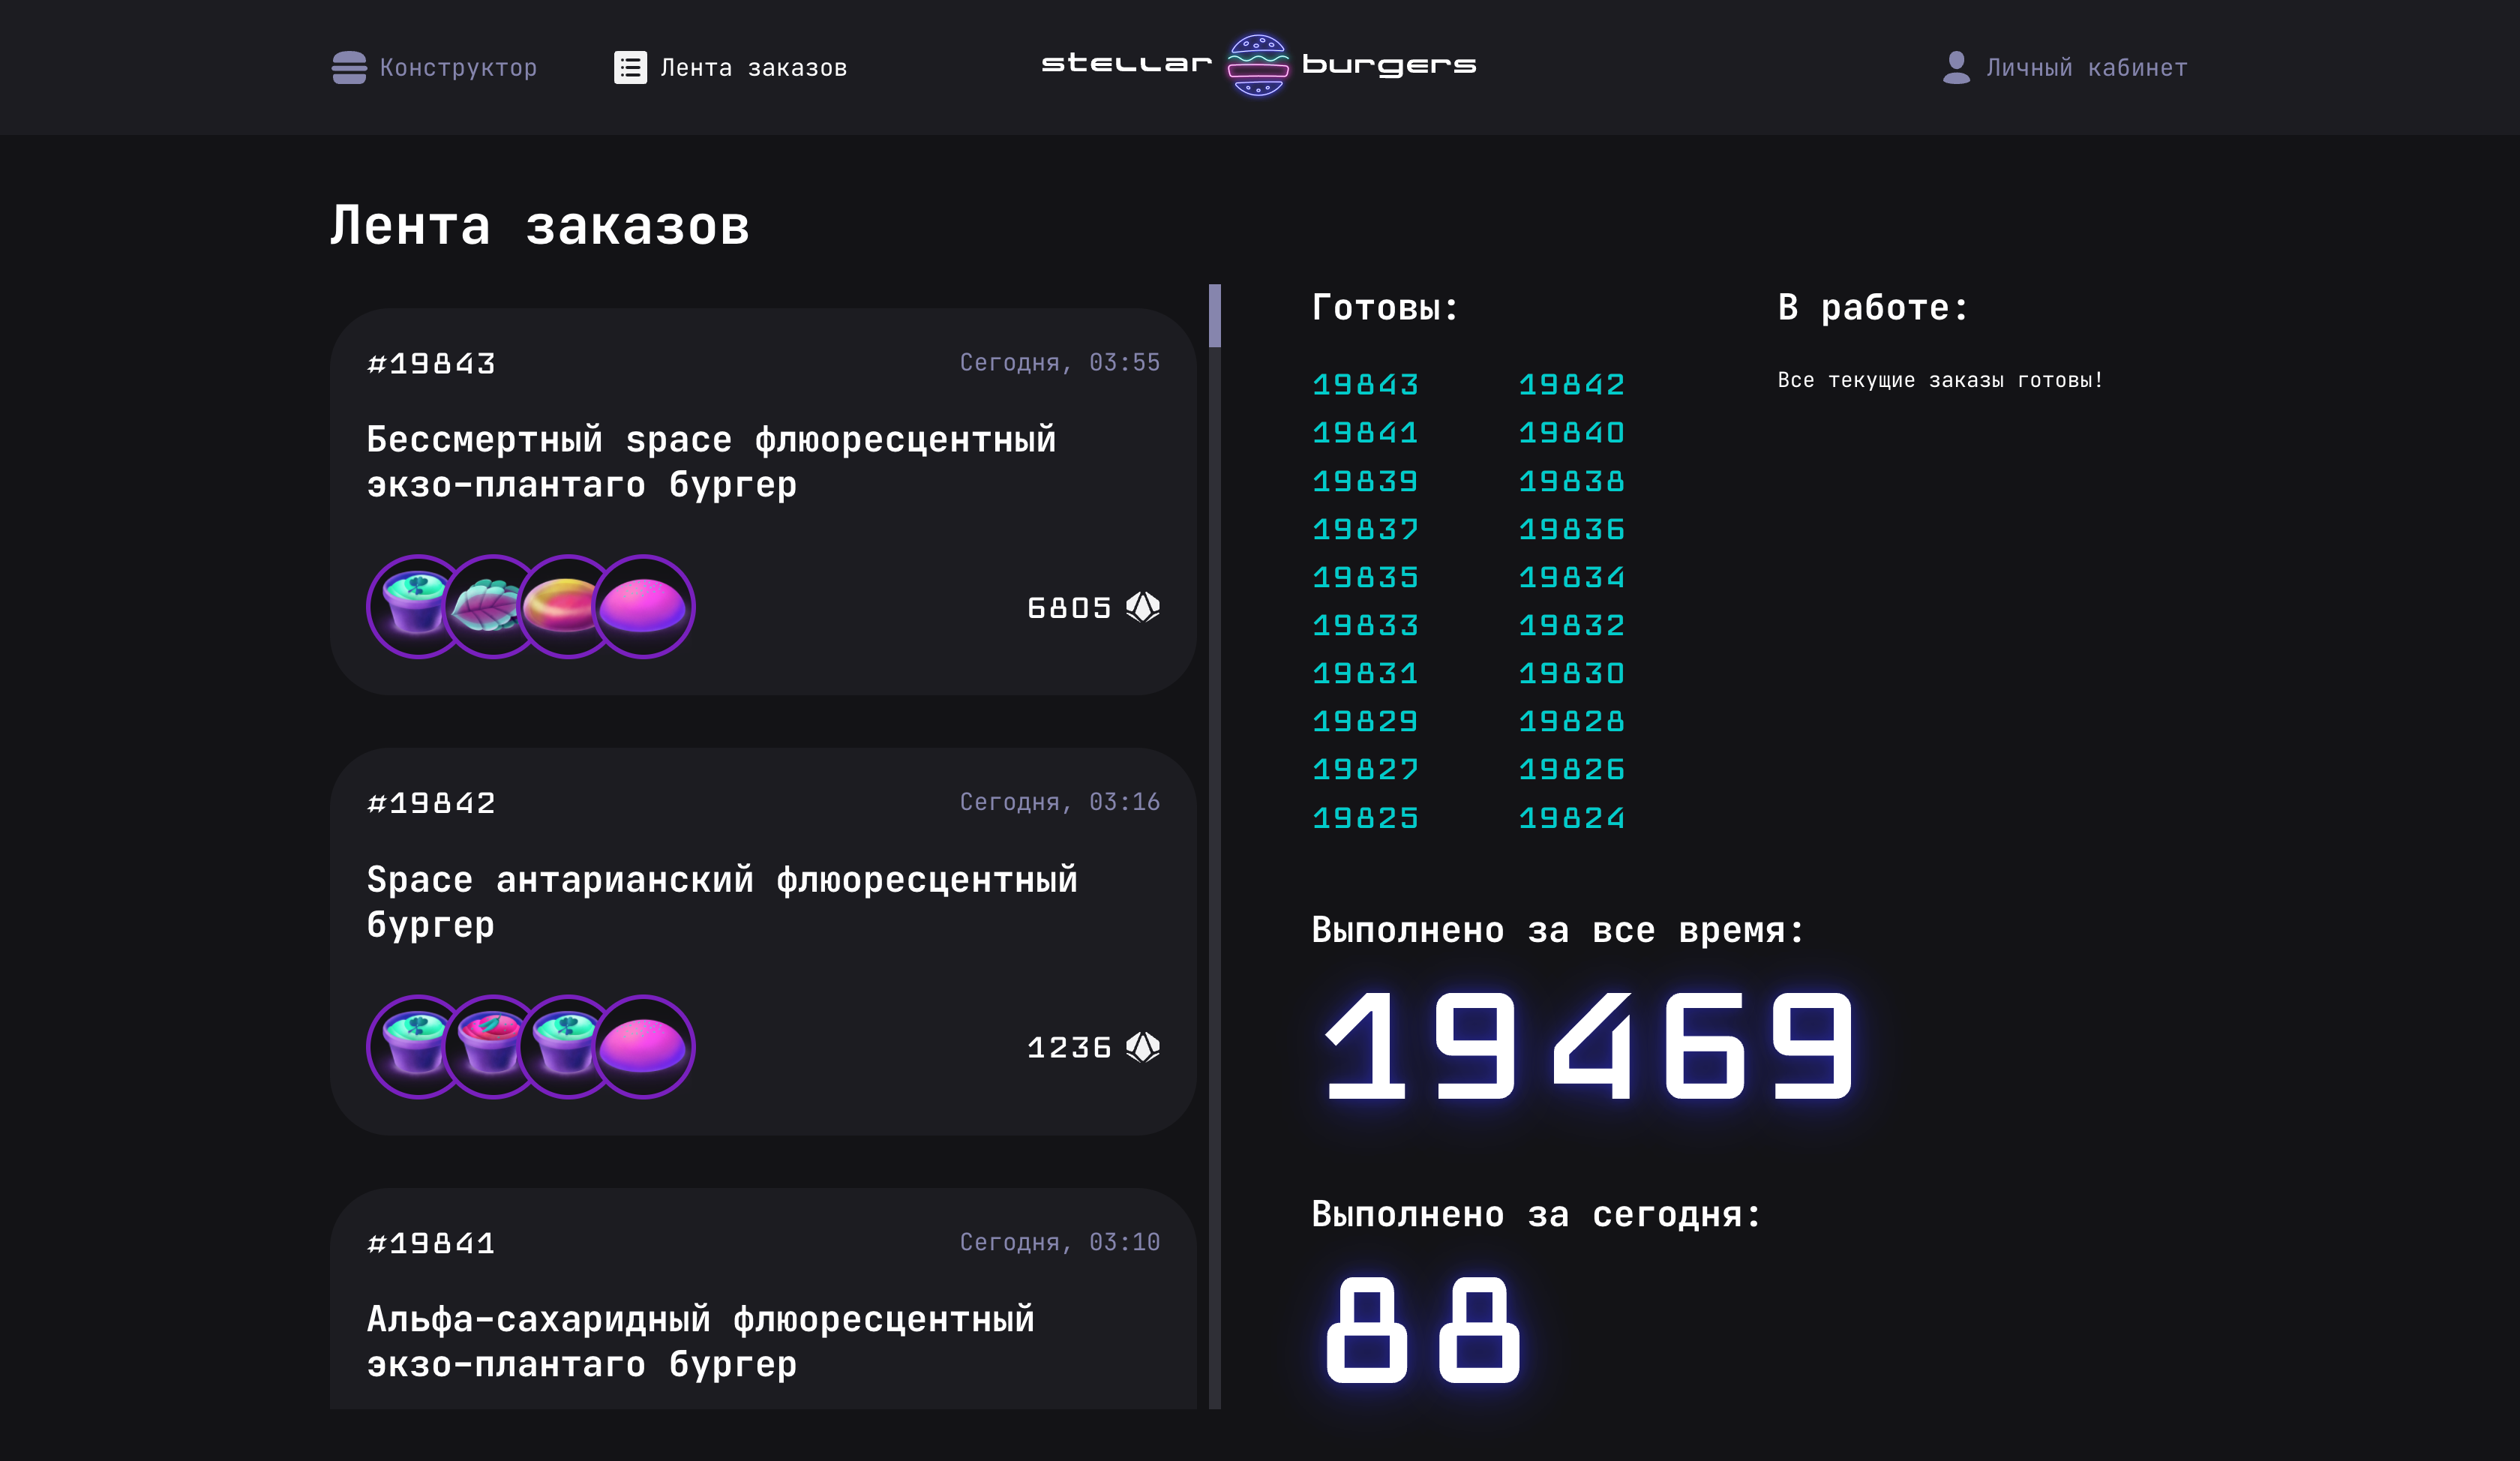 Конструктор
Лента заказов
stellar burgers
Личный кабинет
Лента заказов
#19843
Сегодня, 03:55
Бессмертный space флюоресцентный
экзо-плантаго бургер
6805
#19842
Сегодня, 03:16
Space антарианский флюоресцентный
бургер
1236
#19841
Сегодня, 03:10
Альфа-сахаридный флюоресцентный
экзо-плантаго бургер
Готовы:
19843 19842
19841 19840
19839 19838
19837 19836
19835 19834
19833 19832
19831 19830
19829 19828
19827 19826
19825 19824
В работе:
Все текущие заказы готовы!
Выполнено за все время:
19469
Выполнено за сегодня:
88